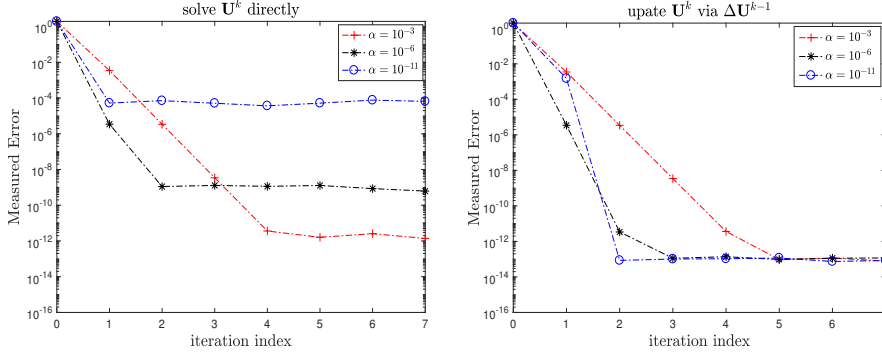 solve U^k directly
10^0
10^-2
10^-4
10^-6
10^-8
10^-10
10^-12
10^-14
10^-16
Measured Error
α = 10^-3
α = 10^-6
α = 10^-11
0 1 2 3 4 5 6 7
iteration index
upate U^k via ΔU^k-1
10^0
10^-2
10^-4
10^-6
10^-8
10^-10
10^-12
10^-14
10^-16
Measured Error
α = 10^-3
α = 10^-6
α = 10^-11
0 1 2 3 4 5 6
iteration index